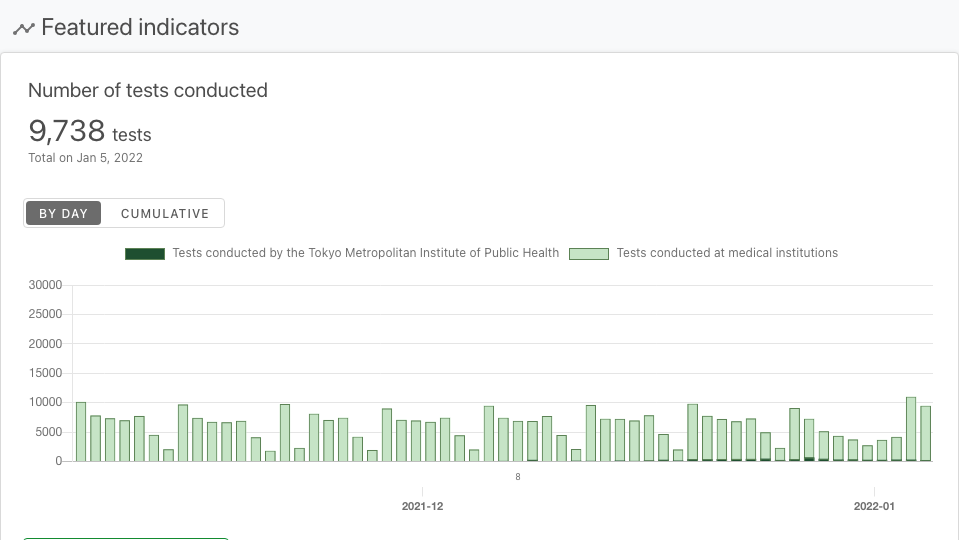 Featured indicators
Number of tests conducted
9,738 tests
Total on Jan 5, 2022
BY DAY CUMULATIVE
Tests conducted by the Tokyo Metropolitan Institute of Public Health Tests conducted at medical institutions
30000
25000
20000
15000
10000
5000
0
8
2021-12 2022-01